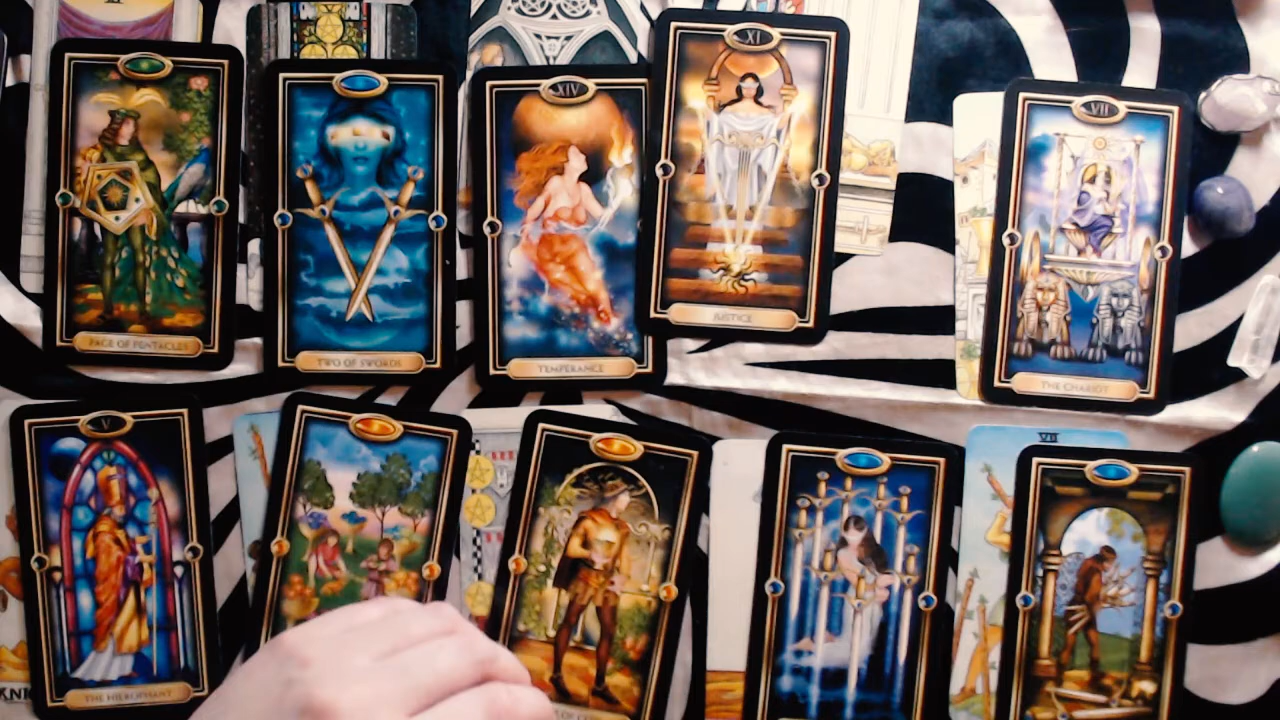 XIV
XI
VII
PAGE OF PENTACLES
TWO OF SWORDS
TEMPERANCE
JUSTICE
THE CHARIOT
V
VII
THE HIEROPHANT